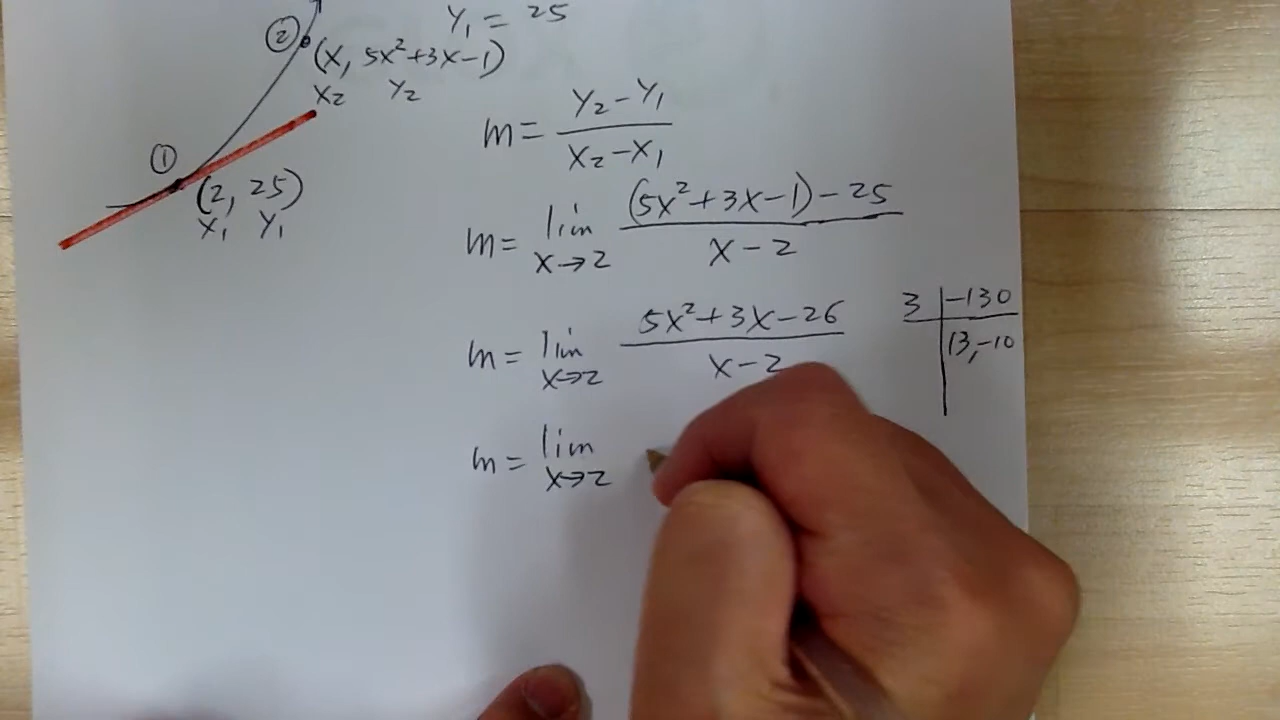 Y₁ = 25
② (X, 5X²+3X-1)
X₂ Y₂
①
(2, 25)
X₁ Y₁
m = Y₂-Y₁ / X₂-X₁
m = lim X→2 (5X²+3X-1)-25 / X-2
m = lim X→2 5X²+3X-26 / X-2
3 | -130
13, -10
m = lim X→2